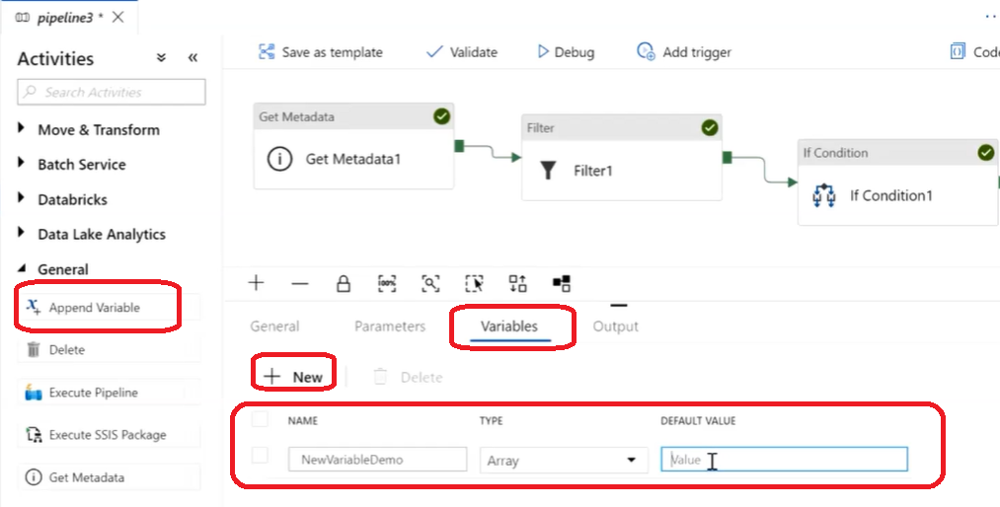 pipeline3 *
Activities
Search Activities
Move & Transform
Batch Service
Databricks
Data Lake Analytics
General
Append Variable
Delete
Execute Pipeline
Execute SSIS Package
Get Metadata
Save as template
Validate
Debug
Add trigger
Code
Get Metadata
Get Metadata1
Filter
Filter1
If Condition
If Condition1
100%
General
Parameters
Variables
Output
New
Delete
NAME
TYPE
DEFAULT VALUE
NewVariableDemo
Array
Value